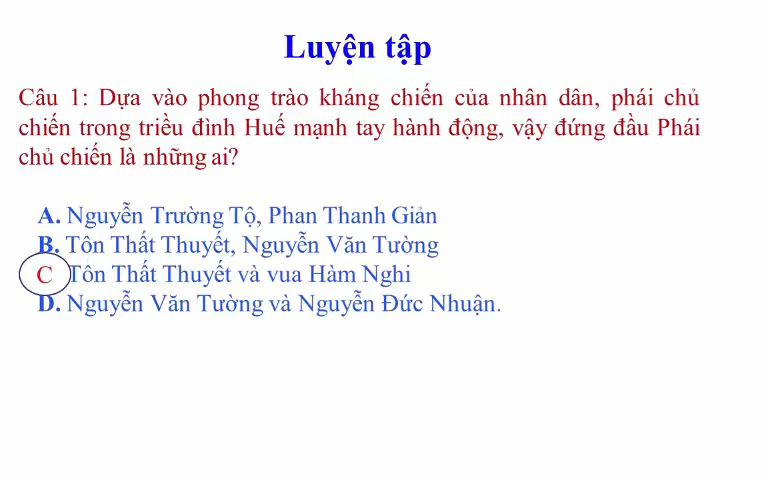 Luyện tập
Câu 1: Dựa vào phong trào kháng chiến của nhân dân, phái chủ
chiến trong triều đình Huế mạnh tay hành động, vậy đứng đầu Phái
chủ chiến là những ai?
A. Nguyễn Trường Tộ, Phan Thanh Giản
B. Tôn Thất Thuyết, Nguyễn Văn Tường
C Tôn Thất Thuyết và vua Hàm Nghi
D. Nguyễn Văn Tường và Nguyễn Đức Nhuận.